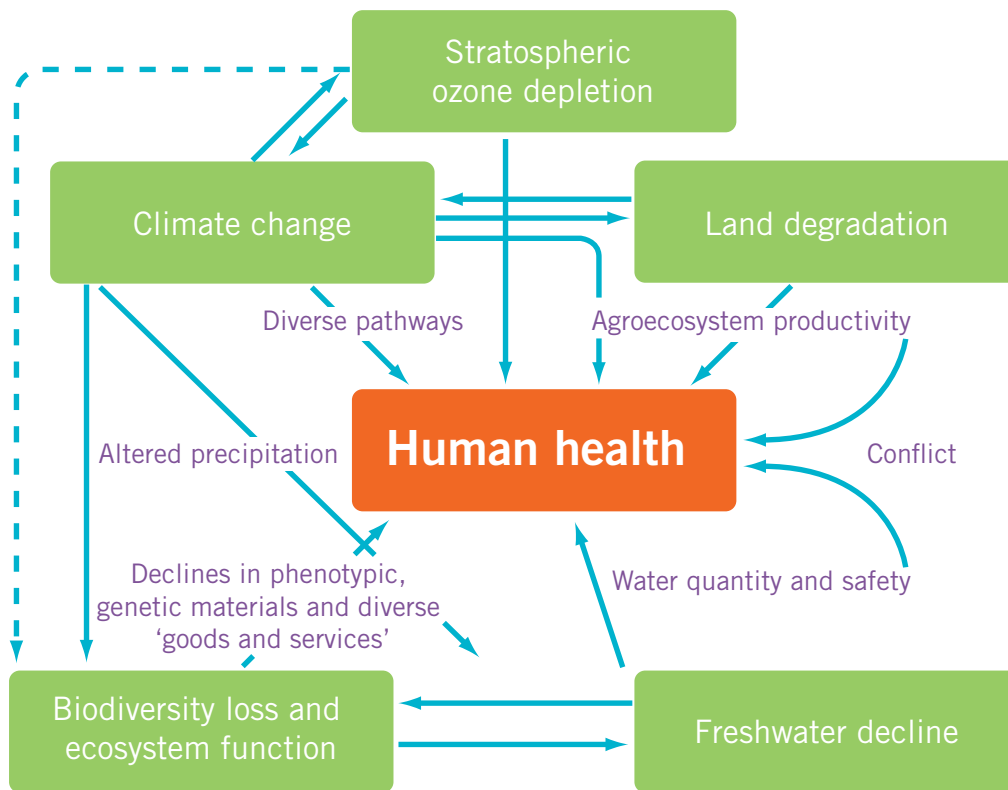 Stratospheric
ozone depletion
Climate change
Land degradation
Diverse pathways
Agroecosystem productivity
Human health
Altered precipitation
Conflict
Declines in phenotypic,
genetic materials and diverse
‘goods and services’
Water quantity and safety
Biodiversity loss and
ecosystem function
Freshwater decline